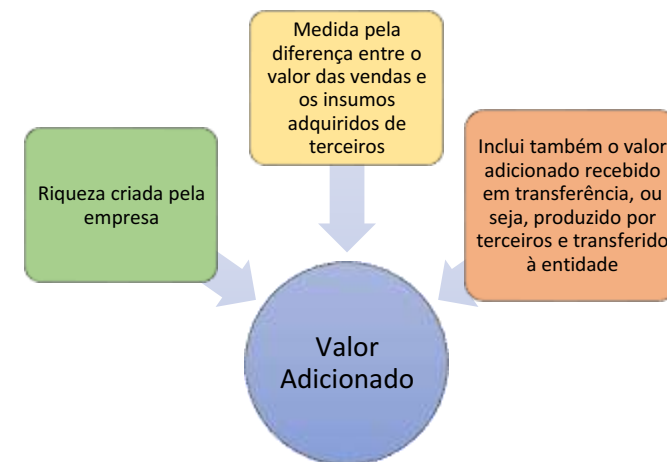 Medida pela
diferença entre o
valor das vendas e
os insumos
adquiridos de
terceiros
Riqueza criada pela
empresa
Inclui também o valor
adicionado recebido
em transferência, ou
seja, produzido por
terceiros e transferido
à entidade
Valor
Adicionado